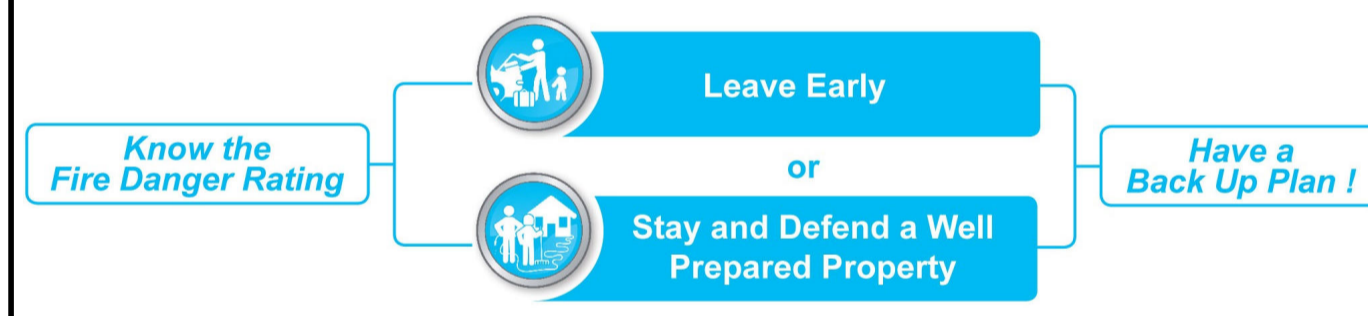 Know the
Fire Danger Rating
Leave Early
or
Stay and Defend a Well
Prepared Property
Have a
Back Up Plan !